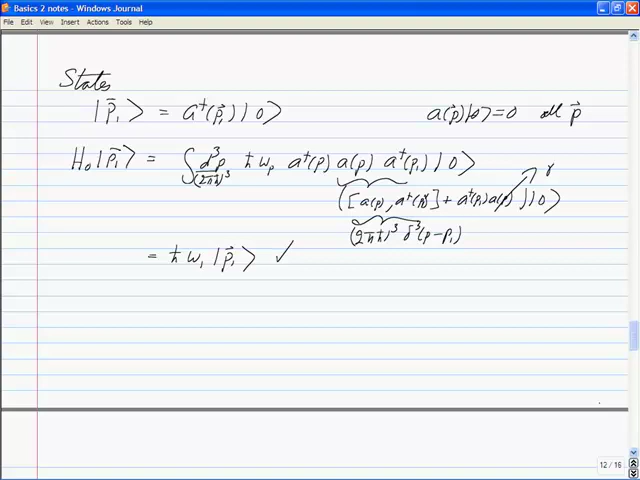 Basics 2 notes - Windows Journal
File Edit View Insert Actions Tools Help
States
|p⃗₁⟩ = a†(p⃗₁)|0⟩ a(p⃗)|0⟩=0 all p⃗
H₀|p⃗₁⟩ = ∫ d³p/(2πħ)³ ħω_p a†(p) a(p) a†(p₁)|0⟩
([a(p), a†(p₁)] + a†(p₁)a(p))|0⟩
(2πħ)³ δ³(p-p₁)
= ħω₁|p⃗₁⟩ ✓
12 / 16